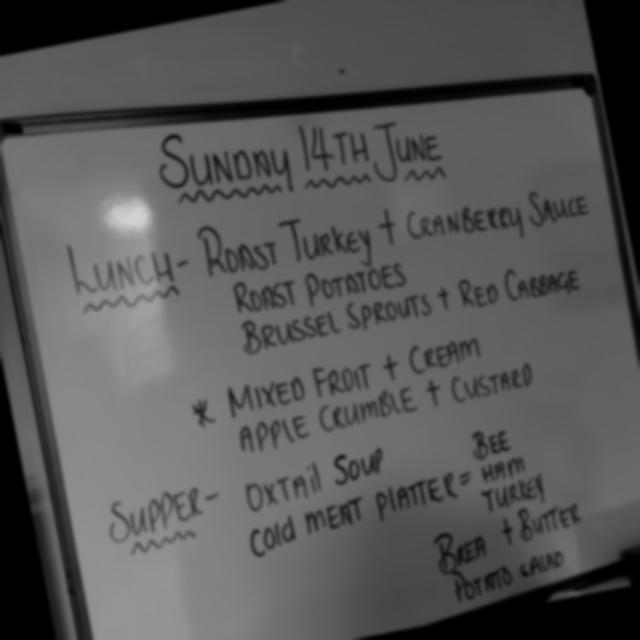 SUNDAY 14TH JUNE
LUNCH - ROAST TURKEY + CRANBERRY SAUCE
ROAST POTATOES
BRUSSEL SPROUTS + RED CABBAGE
* MIXED FRUIT + CREAM
APPLE CRUMBLE + CUSTARD
SUPPER - OXTAIL SOUP
COLD MEAT PLATTER = BEE
HAM
TURKEY
BREA + BUTTER
POTATO SALAD